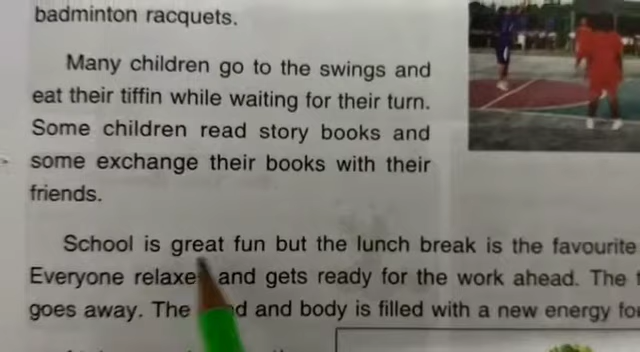 badminton racquets.
Many children go to the swings and
eat their tiffin while waiting for their turn.
Some children read story books and
some exchange their books with their
friends.
School is great fun but the lunch break is the favourite
Everyone relaxes and gets ready for the work ahead. The
goes away. The and body is filled with a new energy